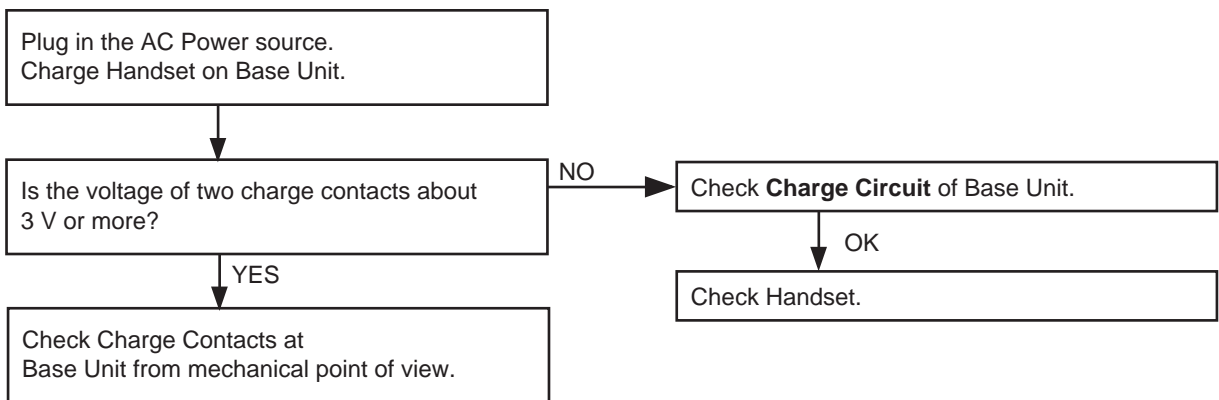 Plug in the AC Power source.
Charge Handset on Base Unit.
Is the voltage of two charge contacts about
3 V or more?
NO
Check Charge Circuit of Base Unit.
OK
Check Handset.
YES
Check Charge Contacts at
Base Unit from mechanical point of view.